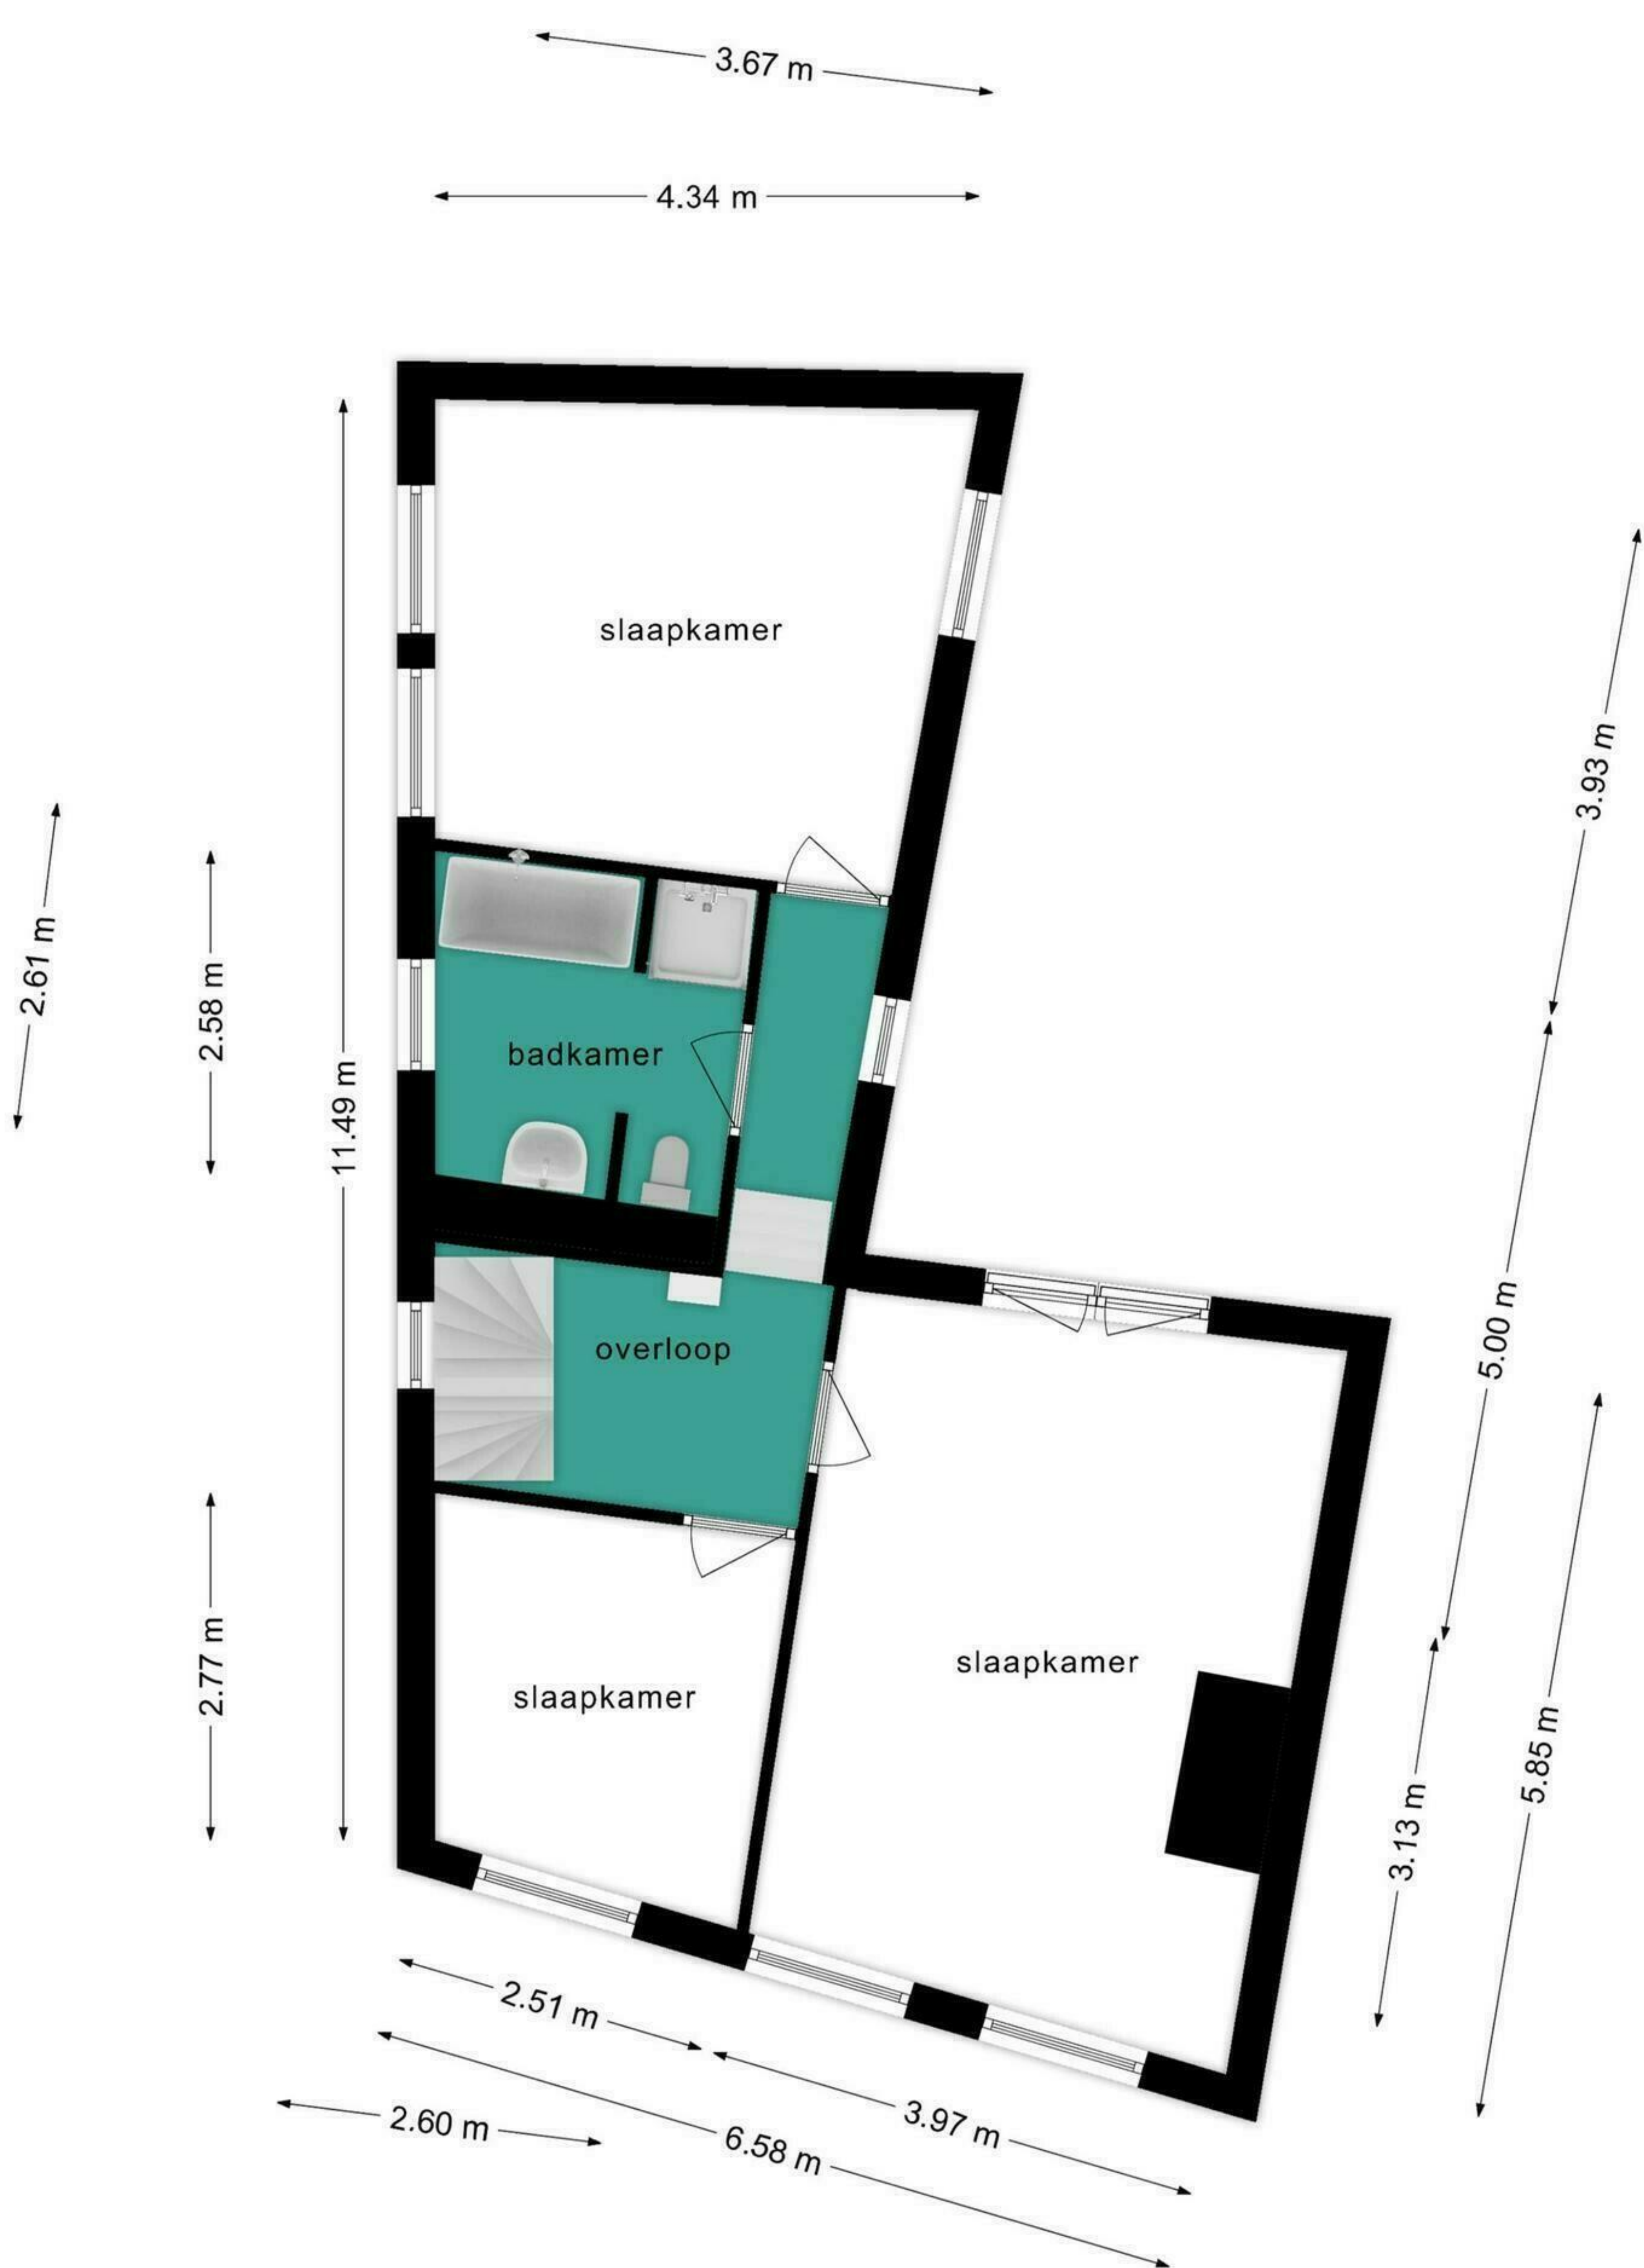 3.67 m
4.34 m
slaapkamer
3.93 m
2.61 m
2.58 m
11.49 m
badkamer
5.00 m
overloop
slaapkamer
slaapkamer
2.77 m
5.85 m
3.13 m
2.51 m
3.97 m
2.60 m
6.58 m